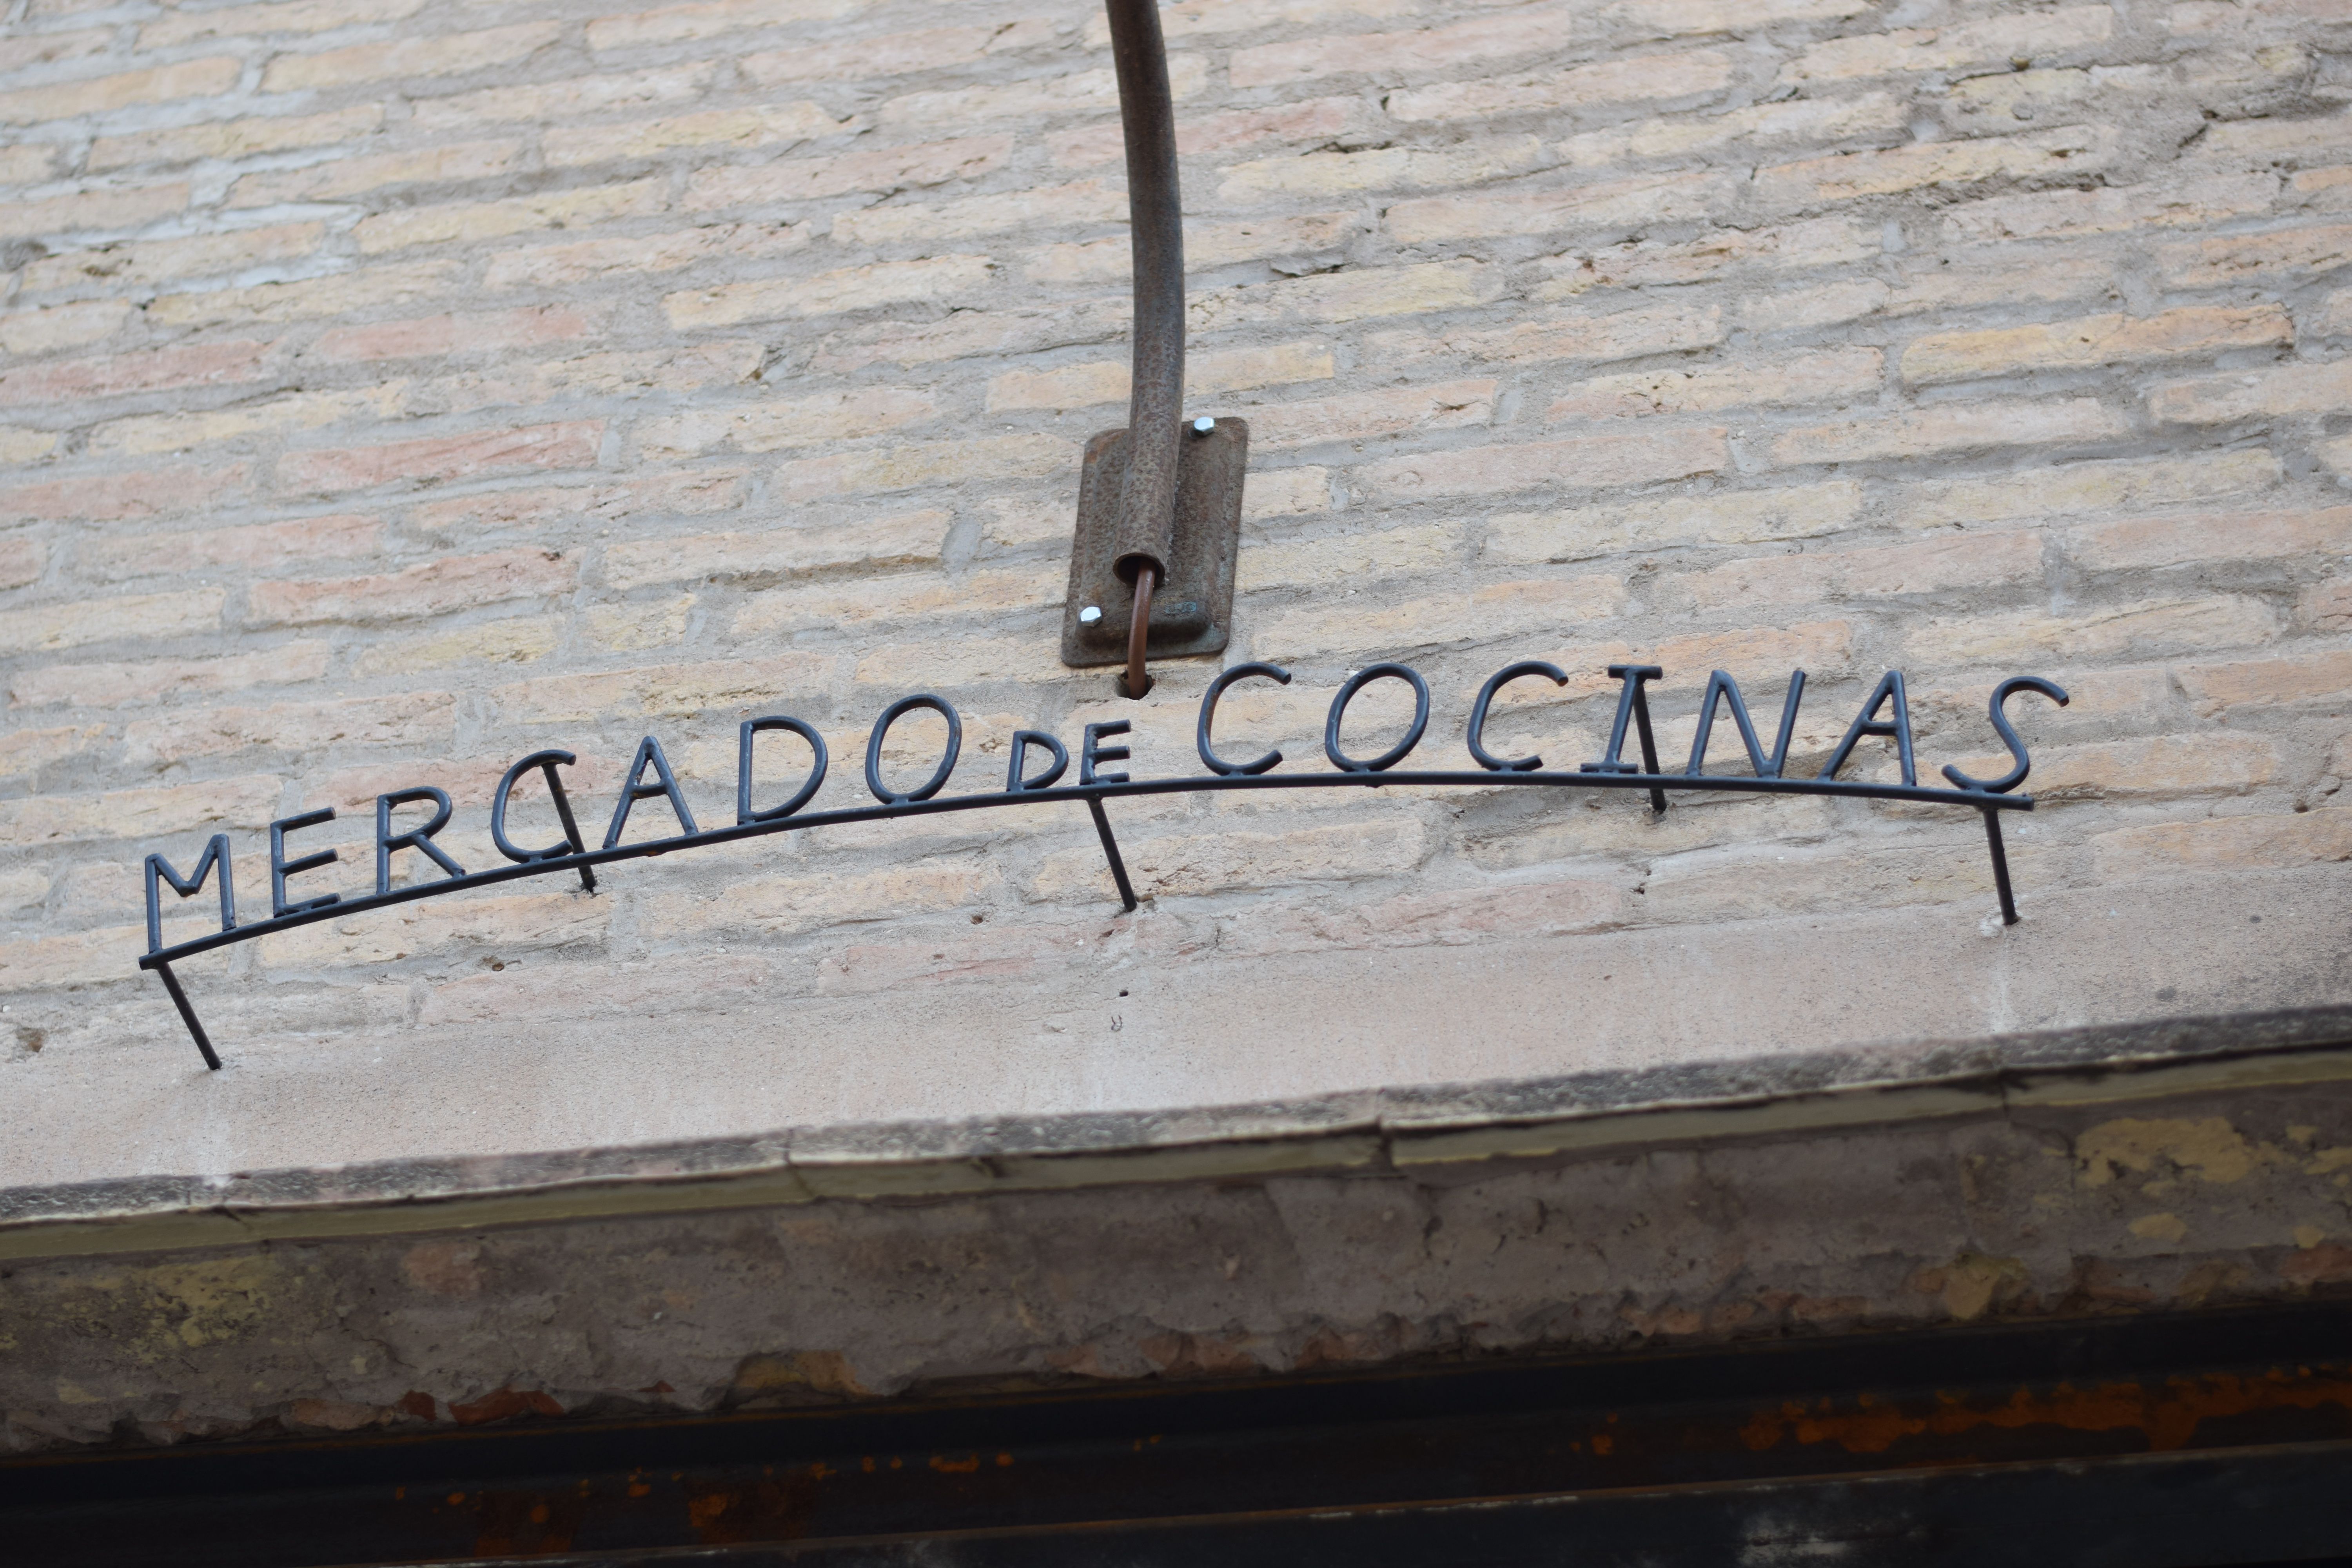 MERCADO DE COCINAS